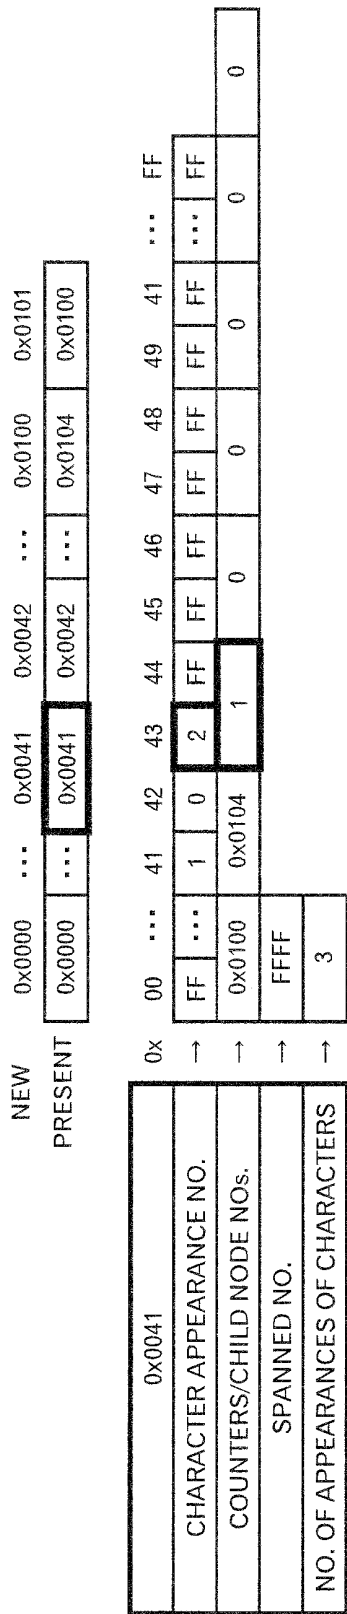 NEW 0x0000 ... 0x0041 0x0042 ... 0x0100 0x0101
PRESENT 0x0000 ... 0x0041 0x0042 ... 0x0104 0x0100
0x0041 0x 00 ... 41 42 43 44 45 46 47 48 49 41 ... FF
CHARACTER APPEARANCE NO. → FF ... 1 0 2 FF FF FF FF FF FF FF ... FF
COUNTERS/CHILD NODE NOs. → 0x0100 0x0104 1 0 0 0 0 0
SPANNED NO. → FFFF
NO. OF APPEARANCES OF CHARACTERS → 3